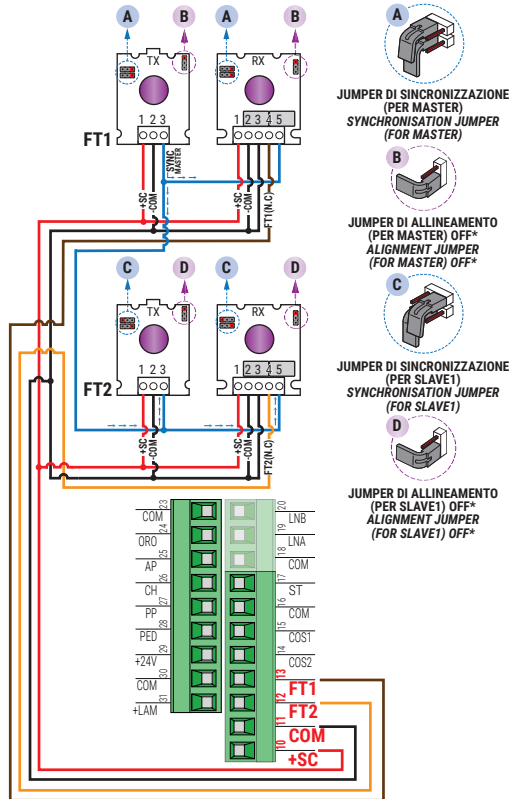 A B A B
TX RX
1 2 3 1 2 3 4 5
FT1
SYNC
MASTER
+SC -COM +SC -COM FT1(N.C)
C D C D
TX RX
1 2 3 1 2 3 4 5
FT2
+SC -COM +SC -COM FT2(N.C)
A
JUMPER DI SINCRONIZZAZIONE
(PER MASTER)
SYNCHRONISATION JUMPER
(FOR MASTER)
B
JUMPER DI ALLINEAMENTO
(PER MASTER) OFF*
ALIGNMENT JUMPER
(FOR MASTER) OFF*
C
JUMPER DI SINCRONIZZAZIONE
(PER SLAVE1)
SYNCHRONISATION JUMPER
(FOR SLAVE1)
D
JUMPER DI ALLINEAMENTO
(PER SLAVE1) OFF*
ALIGNMENT JUMPER
(FOR SLAVE1) OFF*
23
COM
24
ORO
25
AP
26
CH
27
PP
28
PED
29
+24V
30
COM
31
+LAM
20
LNB
19
LNA
18
COM
17
ST
16
COM
15
COS1
14
COS2
13
FT1
12
FT2
11
COM
10
+SC